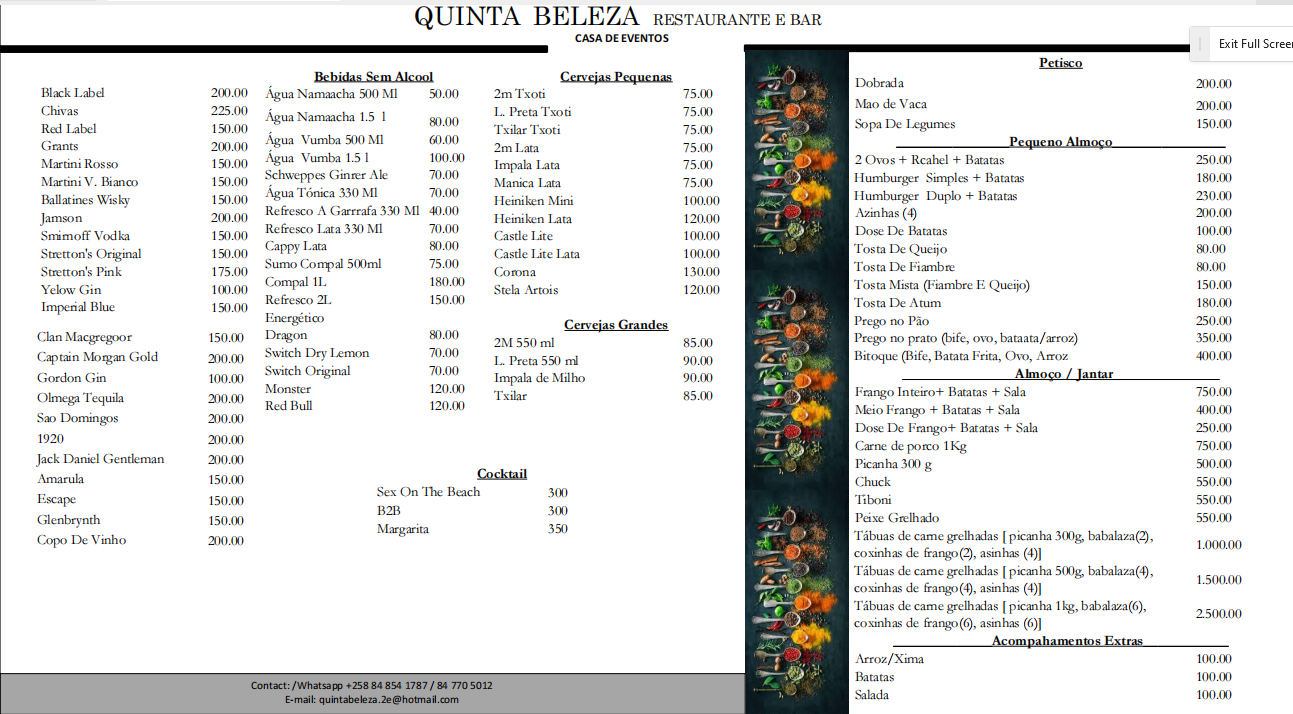 QUINTA BELEZA RESTAURANTE E BAR
CASA DE EVENTOS
Exit Full Screen
Black Label 200.00
Chivas 225.00
Red Label 150.00
Grants 200.00
Martini Rosso 150.00
Martini V. Bianco 150.00
Ballatines Wisky 150.00
Jamson 200.00
Smirnoff Vodka 150.00
Stretton's Original 150.00
Stretton's Pink 175.00
Yelow Gin 100.00
Imperial Blue 150.00
Clan Macgregoor 150.00
Captain Morgan Gold 200.00
Gordon Gin 100.00
Olmega Tequila 200.00
Sao Domingos 200.00
1920 200.00
Jack Daniel Gentleman 200.00
Amarula 150.00
Escape 150.00
Glenbrynth 150.00
Copo De Vinho 200.00
Bebidas Sem Alcool
Água Namaacha 500 Ml 50.00
Água Namaacha 1.5 l 80.00
Água Vumba 500 Ml 60.00
Água Vumba 1.5 l 100.00
Schweppes Ginrer Ale 70.00
Água Tónica 330 Ml 70.00
Refresco A Garrrafa 330 Ml 40.00
Refresco Lata 330 Ml 70.00
Cappy Lata 80.00
Sumo Compal 500ml 75.00
Compal 1L 180.00
Refresco 2L 150.00
Energético
Dragon 80.00
Switch Dry Lemon 70.00
Switch Original 70.00
Monster 120.00
Red Bull 120.00
Cervejas Pequenas
2m Txoti 75.00
L. Preta Txoti 75.00
Txilar Txoti 75.00
2m Lata 75.00
Impala Lata 75.00
Manica Lata 75.00
Heiniken Mini 100.00
Heiniken Lata 120.00
Castle Lite 100.00
Castle Lite Lata 100.00
Corona 130.00
Stela Artois 120.00
Cervejas Grandes
2M 550 ml 85.00
L. Preta 550 ml 90.00
Impala de Milho 90.00
Txilar 85.00
Cocktail
Sex On The Beach 300
B2B 300
Margarita 350
Contact: /Whatsapp +258 84 854 1787 / 84 770 5012
E-mail: quintabeleza.2e@hotmail.com
Petisco
Dobrada 200.00
Mao de Vaca 200.00
Sopa De Legumes 150.00
Pequeno Almoço
2 Ovos + Rcahel + Batatas 250.00
Humburger Simples + Batatas 180.00
Humburger Duplo + Batatas 230.00
Azinhas (4) 200.00
Dose De Batatas 100.00
Tosta De Queijo 80.00
Tosta De Fiambre 80.00
Tosta Mista (Fiambre E Queijo) 150.00
Tosta De Atum 180.00
Prego no Pão 250.00
Prego no prato (bife, ovo, bataata/arroz) 350.00
Bitoque (Bife, Batata Frita, Ovo, Arroz 400.00
Almoço / Jantar
Frango Inteiro+ Batatas + Sala 750.00
Meio Frango + Batatas + Sala 400.00
Dose De Frango+ Batatas + Sala 250.00
Carne de porco 1Kg 750.00
Picanha 300 g 500.00
Chuck 550.00
Tiboni 550.00
Peixe Grelhado 550.00
Tábuas de carne grelhadas [ picanha 300g, babalaza(2),
coxinhas de frango(2), asinhas (4)] 1.000.00
Tábuas de carne grelhadas [ picanha 500g, babalaza(4),
coxinhas de frango(4), asinhas (4)] 1.500.00
Tábuas de carne grelhadas [ picanha 1kg, babalaza(6),
coxinhas de frango(6), asinhas (6)] 2.500.00
Acompahamentos Extras
Arroz/Xima 100.00
Batatas 100.00
Salada 100.00